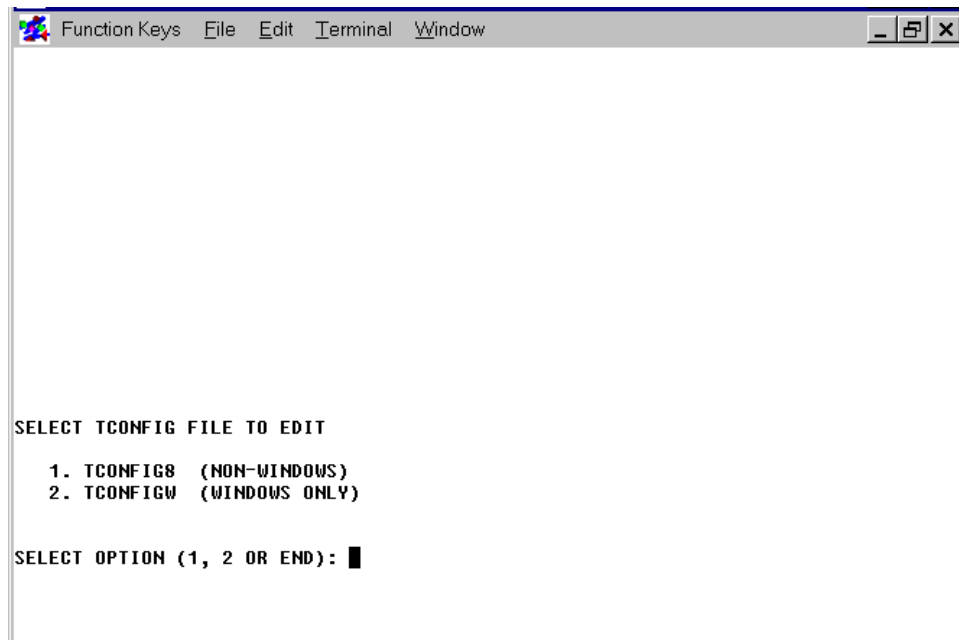 Function Keys File Edit Terminal Window
SELECT TCONFIG FILE TO EDIT
1. TCONFIG8 (NON-WINDOWS)
2. TCONFIGW (WINDOWS ONLY)
SELECT OPTION (1, 2 OR END):